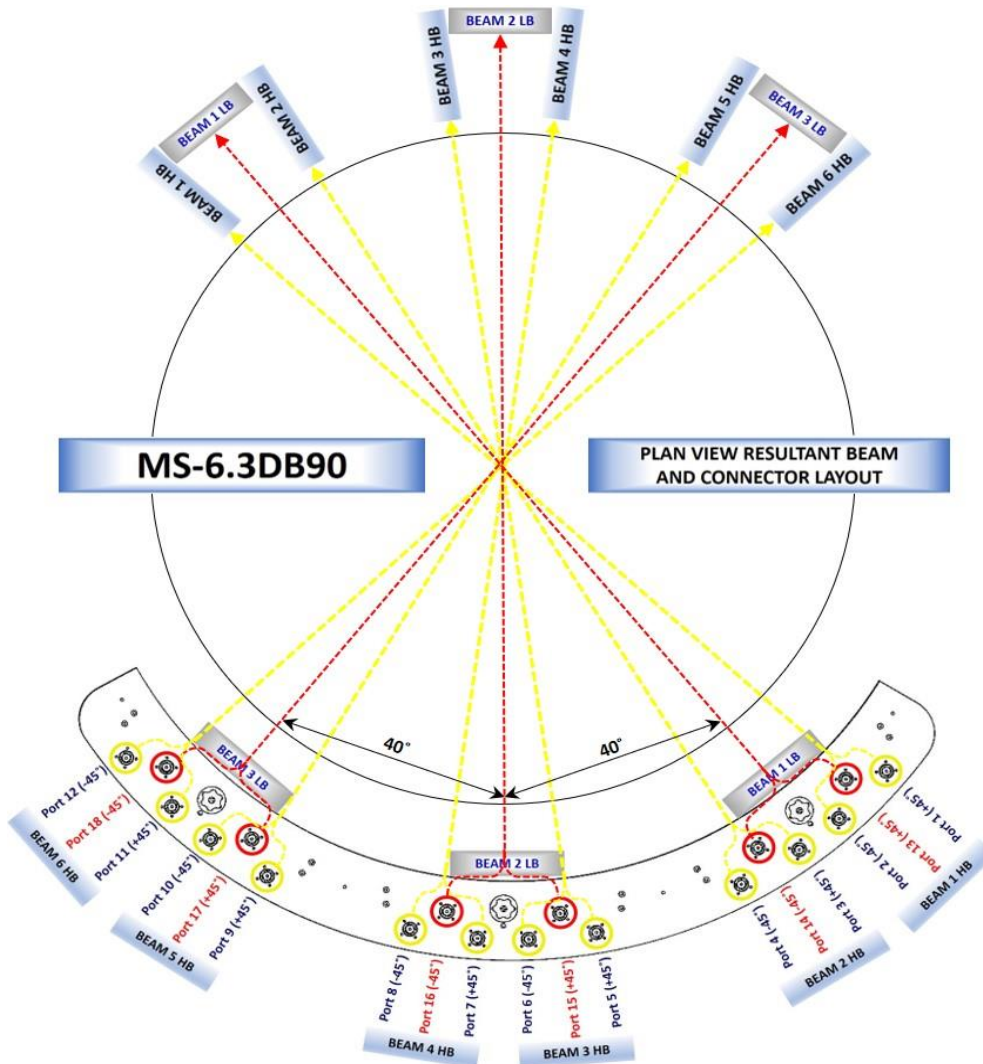 BEAM 2 LB
BEAM 3 HB
BEAM 4 HB
BEAM 1 LB
BEAM 2 HB
BEAM 5 HB
BEAM 3 LB
BEAM 1 HB
BEAM 6 HB
MS-6.3DB90
PLAN VIEW RESULTANT BEAM
AND CONNECTOR LAYOUT
40°
40°
BEAM 3 LB
BEAM 2 LB
BEAM 1 LB
Port 12 (-45°)
Port 18 (-45°)
Port 11 (+45°)
BEAM 6 HB
Port 10 (-45°)
Port 17 (+45°)
Port 9 (+45°)
BEAM 5 HB
Port 8 (-45°)
Port 16 (-45°)
Port 7 (+45°)
BEAM 4 HB
Port 6 (-45°)
Port 15 (+45°)
Port 5 (+45°)
BEAM 3 HB
Port 4 (-45°)
Port 14 (-45°)
Port 3 (+45°)
BEAM 2 HB
Port 2 (-45°)
Port 13 (+45°)
Port 1 (+45°)
BEAM 1 HB